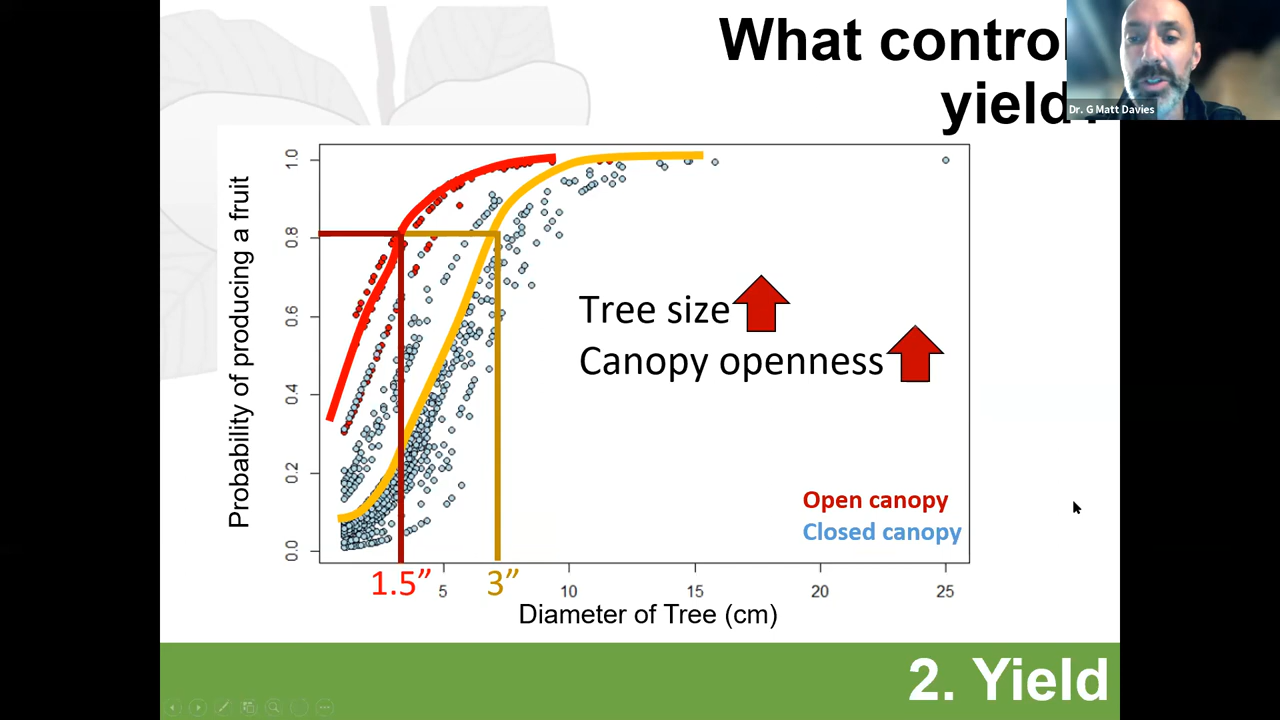 What contro
yield
Dr. G Matt Davies
Probability of producing a fruit
1.0
0.8
0.6
0.4
0.2
0.0
Tree size
Canopy openness
Open canopy
Closed canopy
1.5” 5 3” 10 15 20 25
Diameter of Tree (cm)
2. Yield